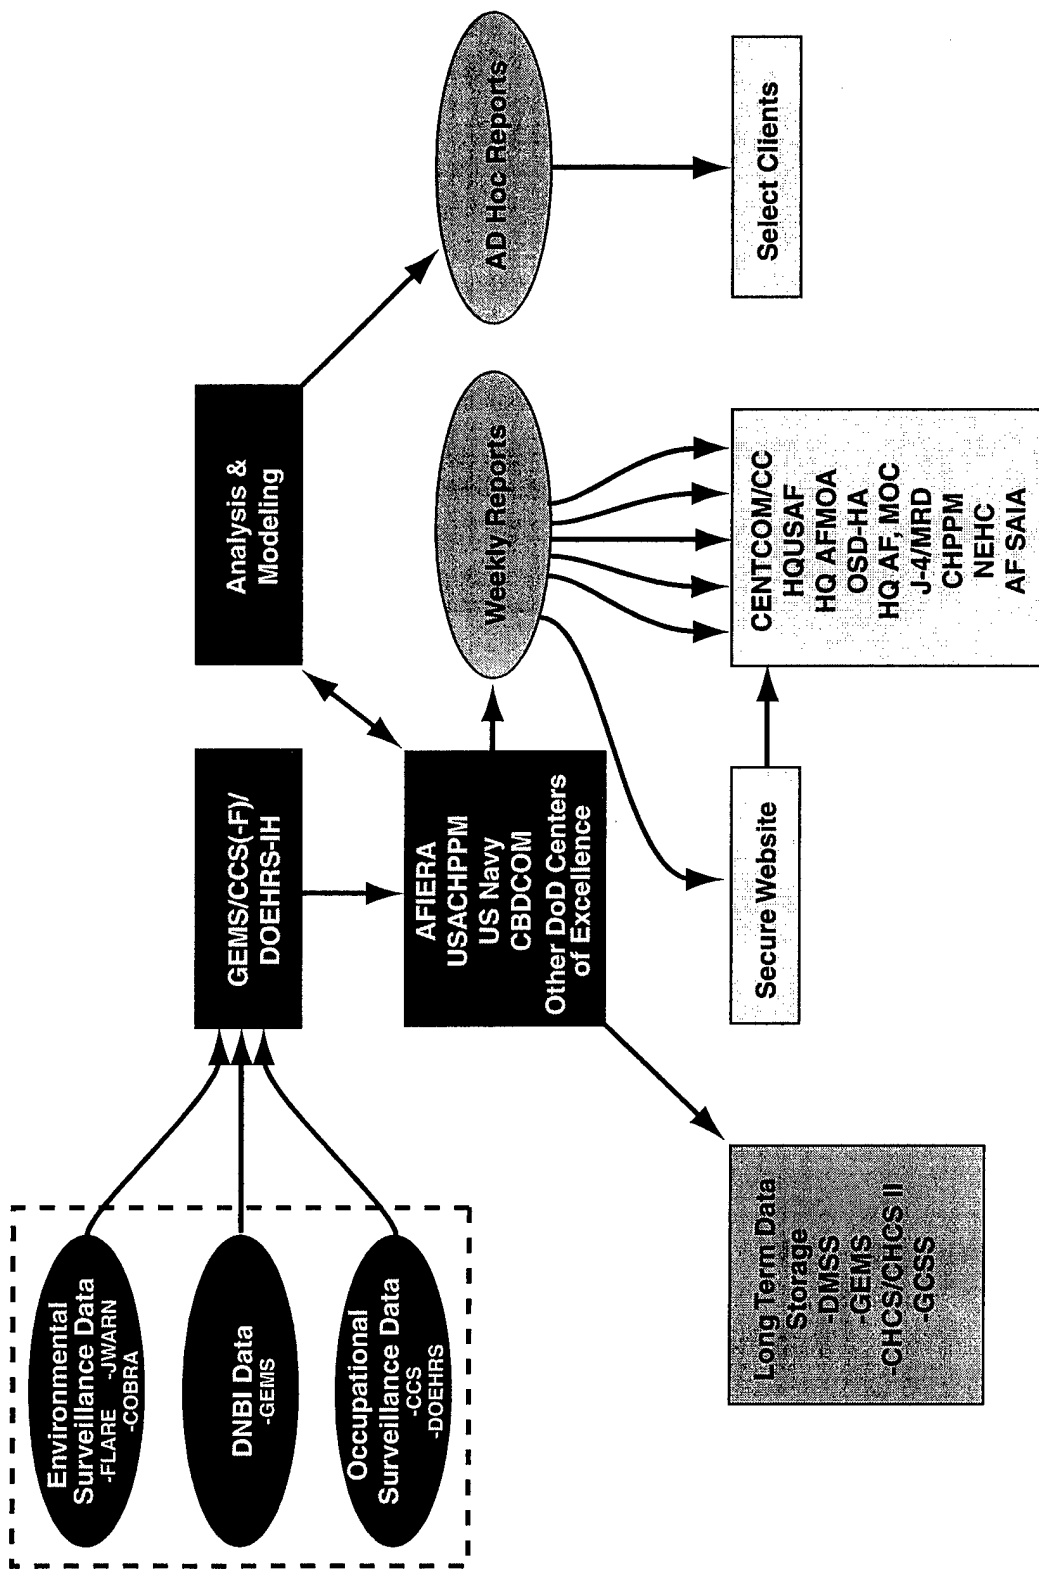 Environmental
Surveillance Data
-FLARE -JWARN
-COBRA
DNBI Data
-GEMS
Occupational
Surveillance Data
-CCS
-DOEHRS
GEMS/CCS(-F)/
DOEHRS-IH
Analysis &
Modeling
AFIERA
USACHPPM
US Navy
CBDCOM
Other DoD Centers
of Excellence
Weekly Reports
AD Hoc Reports
Long Term Data
Storage
-DMSS
-GEMS
-CHCS/CHCS II
-GCSS
Secure Website
CENTCOM/CC
HQUSAF
HQ AFMOA
OSD-HA
HQ AF, MOC
J-4/MRD
CHPPM
NEHC
AF SAIA
Select Clients